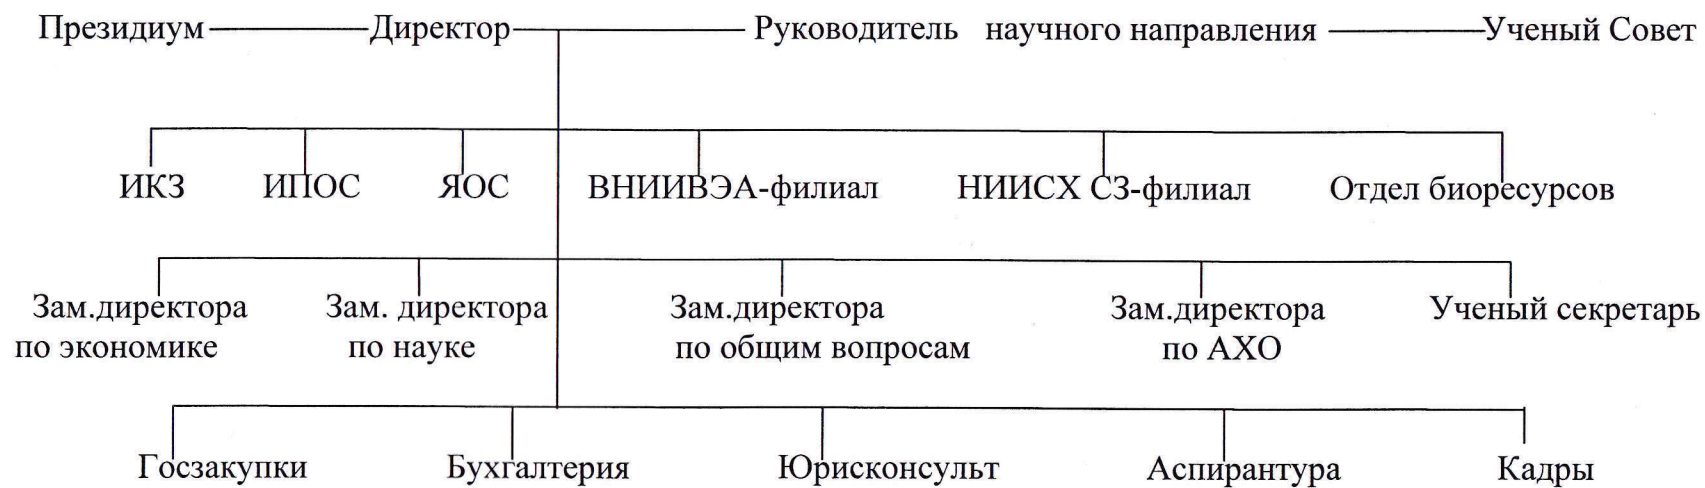 Президиум Директор Руководитель научного направления Ученый Совет
ИКЗ ИПОС ЯОС ВНИИВЭА-филиал НИИСХ СЗ-филиал Отдел биоресурсов
Зам.директора Зам. директора Зам.директора Зам.директора Ученый секретарь
по экономике по науке по общим вопросам по АХО
Госзакупки Бухгалтерия Юрисконсульт Аспирантура Кадры